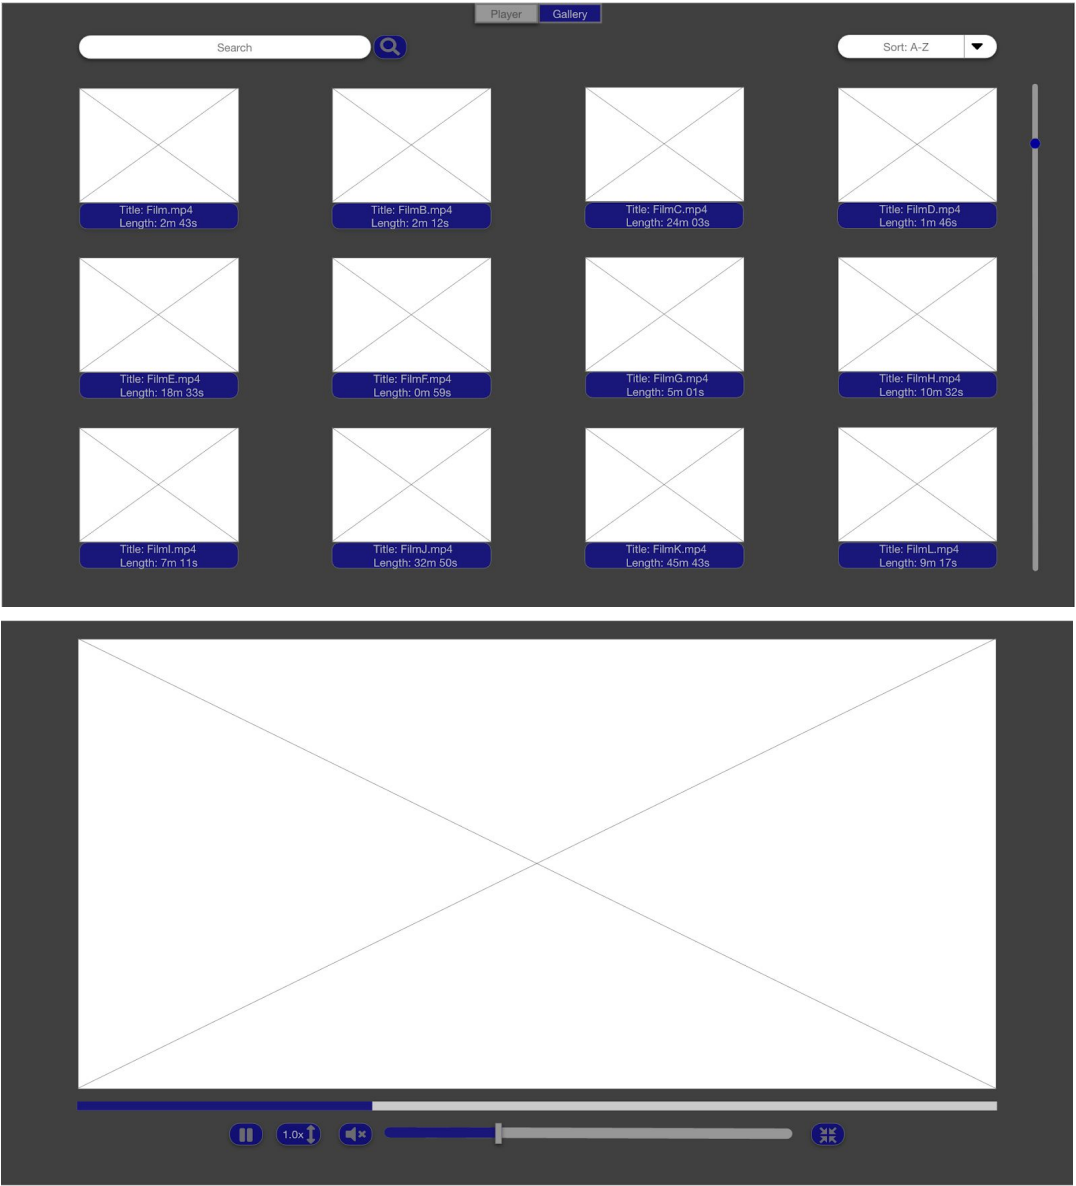 Player Gallery
Search
Sort: A-Z
Title: Film.mp4
Length: 2m 43s
Title: FilmB.mp4
Length: 2m 12s
Title: FilmC.mp4
Length: 24m 03s
Title: FilmD.mp4
Length: 1m 46s
Title: FilmE.mp4
Length: 18m 33s
Title: FilmF.mp4
Length: 0m 59s
Title: FilmG.mp4
Length: 5m 01s
Title: FilmH.mp4
Length: 10m 32s
Title: FilmI.mp4
Length: 7m 11s
Title: FilmJ.mp4
Length: 32m 50s
Title: FilmK.mp4
Length: 45m 43s
Title: FilmL.mp4
Length: 9m 17s
1.0x